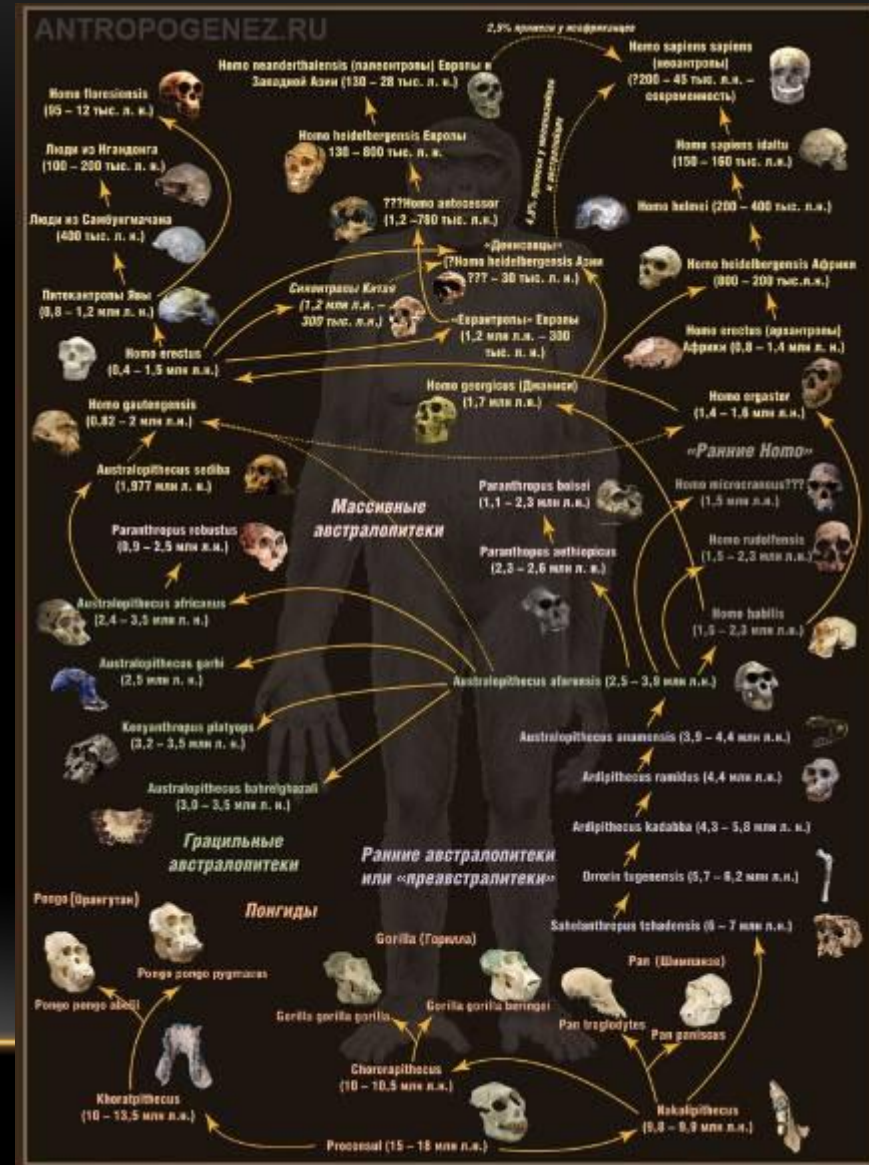 ANTROPOGENEZ.RU
2,5% примеси у неафриканцев
Homo neanderthalensis (палеонтропы) Европы и
Западной Азии (130 – 28 тыс. л. н.)
Homo sapiens sapiens
(неоантропы)
(?200 – 45 тыс. л.н. –
современность)
Homo floresiensis
(95 – 12 тыс. л. н.)
Люди из Нгандонга
(100 – 200 тыс. л. н.)
Homo heidelbergensis Европы
130 – 800 тыс. л. н.
Homo sapiens idaltu
(150 – 160 тыс. л.н.)
Люди из Самбунгмачана
(400 тыс. л. н.)
???Homo antecessor
(1,2 –780 тыс. л.н.)
Homo helmei (200 – 400 тыс. л.н.)
«Денисовцы»
(?Homo heidelbergensis Азии
??? – 30 тыс. л. н.)
Homo heidelbergensis Африки
(800 – 200 тыс. л.н.)
Питекантропы Явы
(0,8 – 1,2 млн л. н.)
Синантропы Китая
(1,2 млн л.н. –
300 тыс. л.н.)
«Еврантропы» Европы
(1,2 млн л.н. – 300
тыс. л. н.)
Homo erectus (архантропы)
Африки (0,8 – 1,4 млн л.н.)
Homo erectus
(0,4 – 1,5 млн л.н.)
Homo georgicus (Дманиси)
(1,7 млн л.н.)
Homo ergaster
(1,4 – 1,8 млн л.н.)
Homo gautengensis
(0,82 – 2 млн л.н.)
«Ранние Homo»
Australopithecus sediba
(1,977 млн л.н.)
Paranthropus boisei
(1,1 – 2,3 млн л.н.)
Homo microcranous???
(1,5 млн л.н.)
Массивные
австралопитеки
Paranthropus robustus
(0,9 – 2,5 млн л.н.)
Paranthopus aethiopicus
(2,3 – 2,6 млн л.н.)
Homo rudolfensis
(1,5 – 2,3 млн л.н.)
Australopithecus africanus
(2,4 – 3,5 млн л. н.)
Homo habilis
(1,5 – 2,3 млн л.н.)
Australopithecus garhi
(2,5 млн л. н.)
Australopithecus afarensis (2,5 – 3,9 млн л.н.)
Kenyanthropus platyops
(3,2 – 3,5 млн л. н.)
Australopithecus anamensis (3,9 – 4,4 млн л.н.)
Australopithecus bahrelghazali
(3,0 – 3,5 млн л. н.)
Ardipithecus ramidus (4,4 млн л.н.)
Грацильные
австралопитеки
Ardipithecus kadabba (4,3 – 5,8 млн л. н.)
Ранние австралопитеки
или «преавстралитеки»
Orrorin tugenensis (5,7 – 6,2 млн л.н.)
Sahelanthropus tchadensis (6 – 7 млн л.н.)
Понгиды
Pongo (Орангутан)
Pongo pongo pygmaeus
Pongo pongo abelii
Gorilla (Горилла)
Gorilla gorilla gorilla
Gorilla gorilla beringei
Pan (Шимпанзе)
Pan troglodytes
Pan paniscus
Khoratpithecus
(10 – 13,5 млн л.н.)
Chororapithecus
(10 – 10,5 млн л.н.)
Nakalipithecus
(9,8 – 9,9 млн л.н.)
Proconsul (15 – 18 млн л.н.)